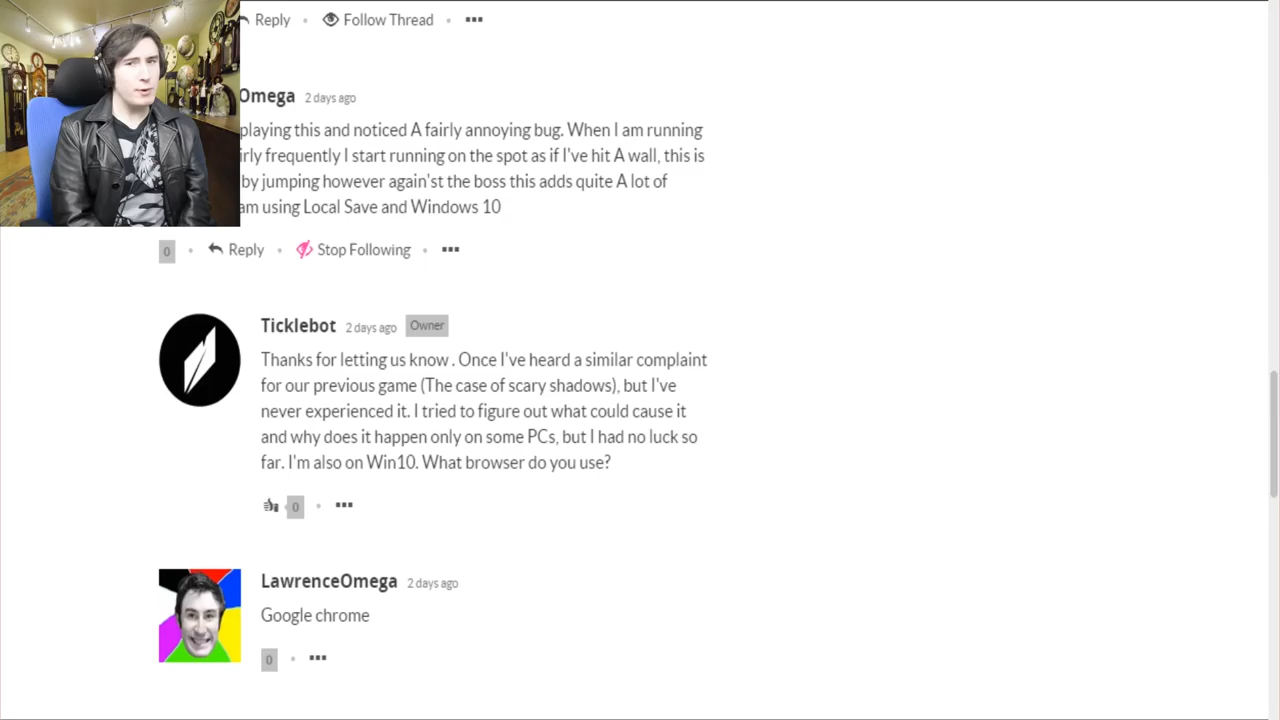 Reply • Follow Thread •
Omega 2 days ago
playing this and noticed A fairly annoying bug. When I am running
frequently I start running on the spot as if I've hit A wall, this is
by jumping however again'st the boss this adds quite A lot of
am using Local Save and Windows 10
0 • Reply • Stop Following •
Ticklebot 2 days ago Owner
Thanks for letting us know . Once I've heard a similar complaint
for our previous game (The case of scary shadows), but I've
never experienced it. I tried to figure out what could cause it
and why does it happen only on some PCs, but I had no luck so
far. I'm also on Win10. What browser do you use?
0 •
LawrenceOmega 2 days ago
Google chrome
0 •